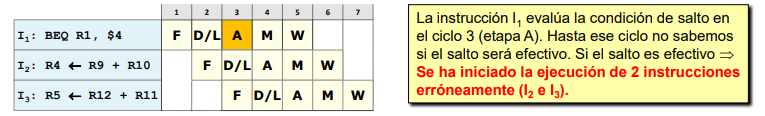 1 2 3 4 5 6 7
I₁: BEQ R1, $4 F D/L A M W
I₂: R4 ← R9 + R10 F D/L A M W
I₃: R5 ← R12 + R11 F D/L A M W
La instrucción I₁ evalúa la condición de salto en
el ciclo 3 (etapa A). Hasta ese ciclo no sabemos
si el salto será efectivo. Si el salto es efectivo ⇒
Se ha iniciado la ejecución de 2 instrucciones
erróneamente (I₂ e I₃).